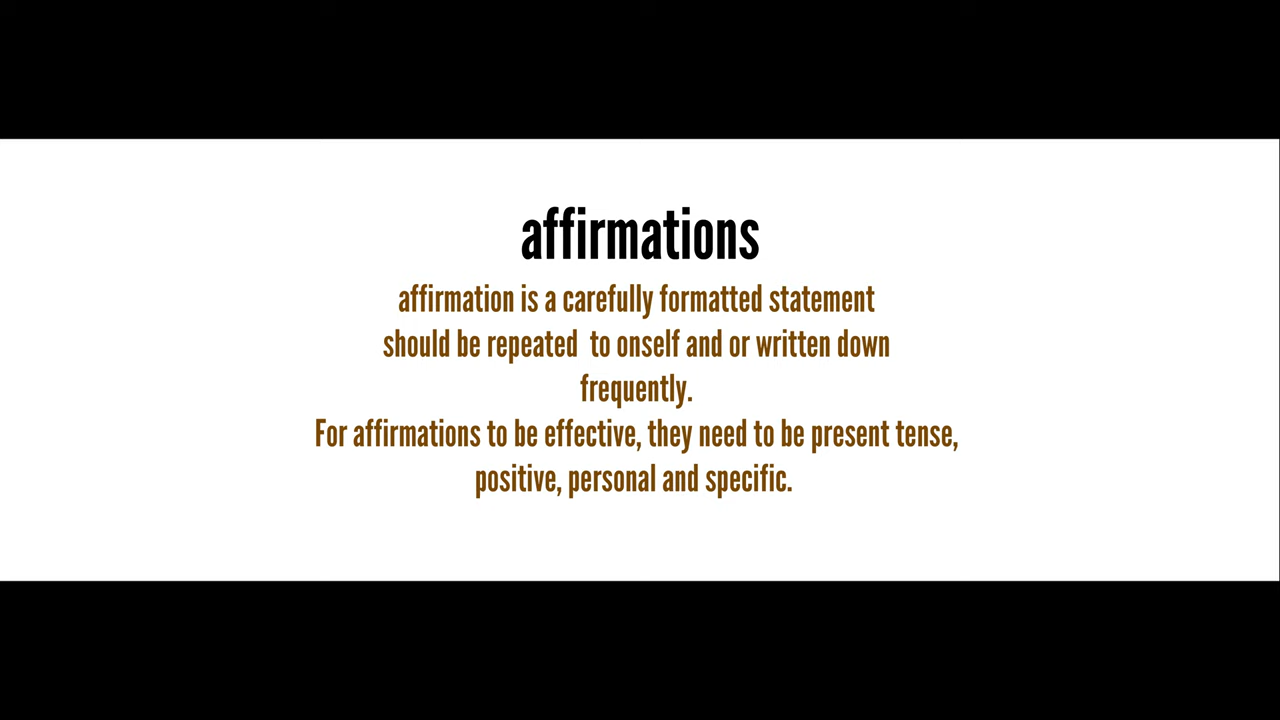 affirmations
affirmation is a carefully formatted statement
should be repeated  to onself and or written down
frequently.
For affirmations to be effective, they need to be present tense,
positive, personal and specific.